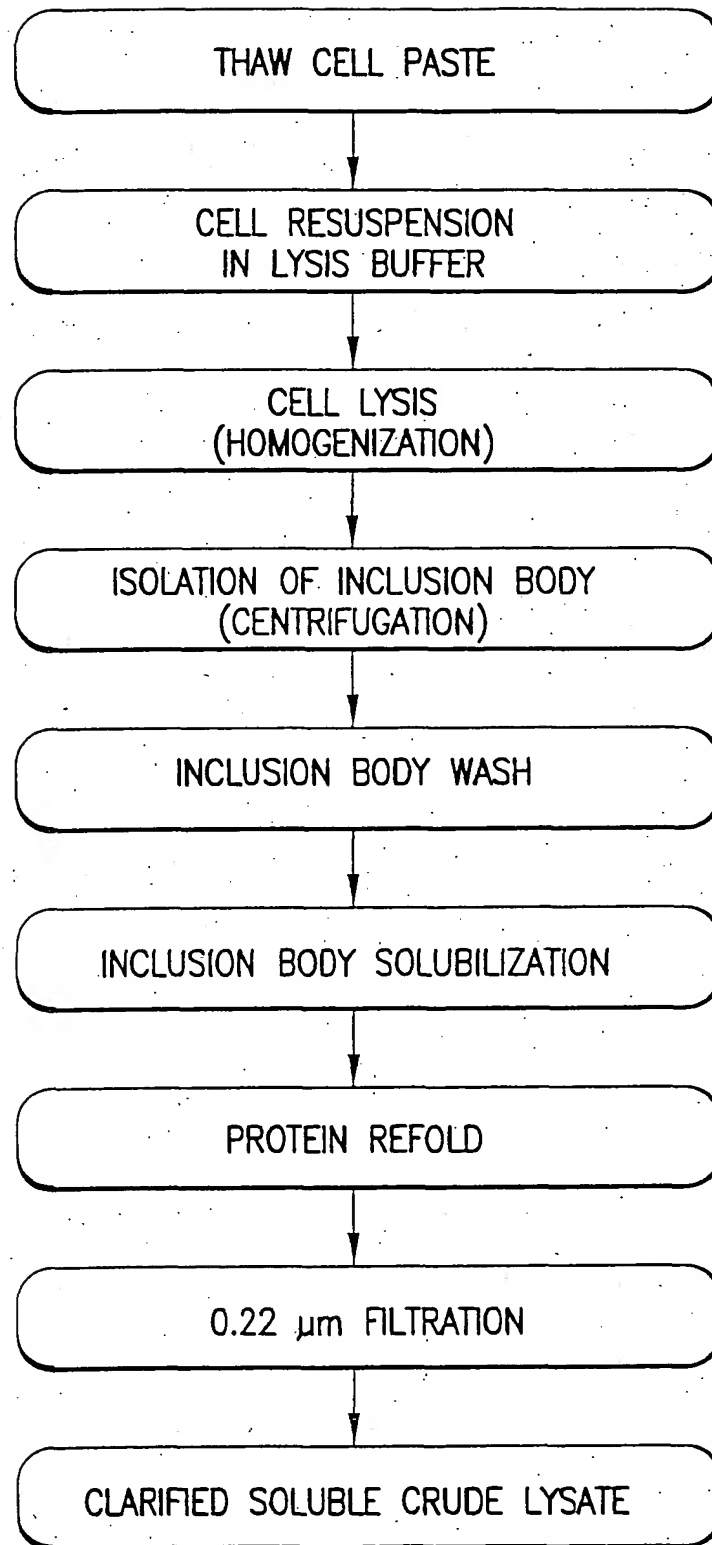 THAW CELL PASTE
CELL RESUSPENSION
IN LYSIS BUFFER
CELL LYSIS
(HOMOGENIZATION)
ISOLATION OF INCLUSION BODY
(CENTRIFUGATION)
INCLUSION BODY WASH
INCLUSION BODY SOLUBILIZATION
PROTEIN REFOLD
0.22 µm FILTRATION
CLARIFIED SOLUBLE CRUDE LYSATE